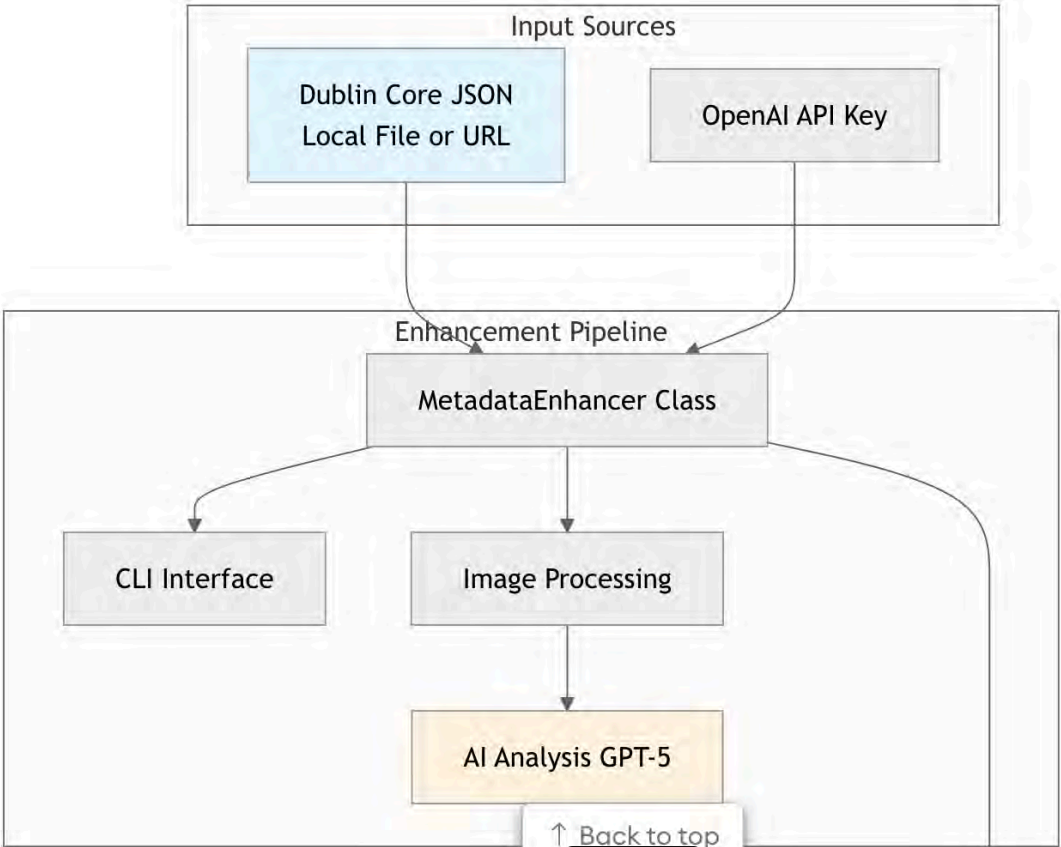 Input Sources
Dublin Core JSON
Local File or URL
OpenAI API Key
Enhancement Pipeline
MetadataEnhancer Class
CLI Interface
Image Processing
AI Analysis GPT-5
↑ Back to top